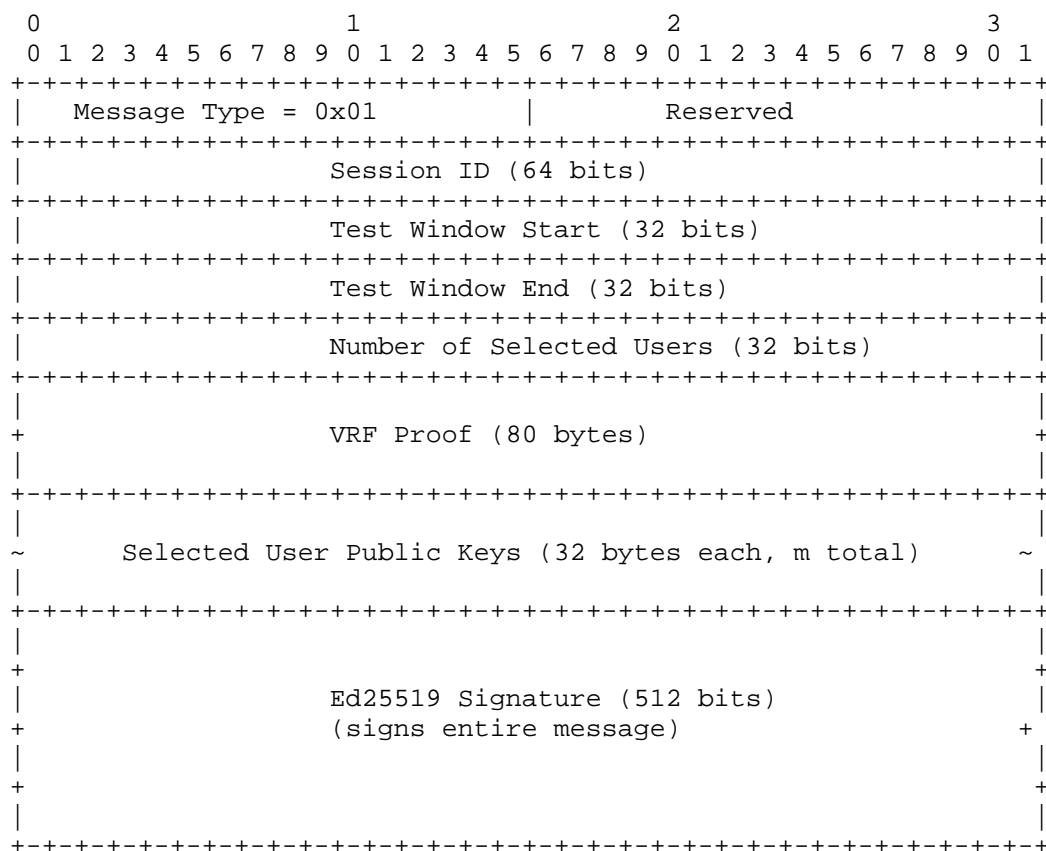 0                   1                   2                   3
 0 1 2 3 4 5 6 7 8 9 0 1 2 3 4 5 6 7 8 9 0 1 2 3 4 5 6 7 8 9 0 1
+-+-+-+-+-+-+-+-+-+-+-+-+-+-+-+-+-+-+-+-+-+-+-+-+-+-+-+-+-+-+-+-+
|   Message Type = 0x01         |        Reserved               |
+-+-+-+-+-+-+-+-+-+-+-+-+-+-+-+-+-+-+-+-+-+-+-+-+-+-+-+-+-+-+-+-+
|                   Session ID (64 bits)                        |
+-+-+-+-+-+-+-+-+-+-+-+-+-+-+-+-+-+-+-+-+-+-+-+-+-+-+-+-+-+-+-+-+
|                   Test Window Start (32 bits)                 |
+-+-+-+-+-+-+-+-+-+-+-+-+-+-+-+-+-+-+-+-+-+-+-+-+-+-+-+-+-+-+-+-+
|                   Test Window End (32 bits)                   |
+-+-+-+-+-+-+-+-+-+-+-+-+-+-+-+-+-+-+-+-+-+-+-+-+-+-+-+-+-+-+-+-+
|                   Number of Selected Users (32 bits)          |
+-+-+-+-+-+-+-+-+-+-+-+-+-+-+-+-+-+-+-+-+-+-+-+-+-+-+-+-+-+-+-+-+
|                                                               |
+                   VRF Proof (80 bytes)                        +
|                                                               |
+-+-+-+-+-+-+-+-+-+-+-+-+-+-+-+-+-+-+-+-+-+-+-+-+-+-+-+-+-+-+-+-+
|                                                               |
~      Selected User Public Keys (32 bytes each, m total)      ~
|                                                               |
+-+-+-+-+-+-+-+-+-+-+-+-+-+-+-+-+-+-+-+-+-+-+-+-+-+-+-+-+-+-+-+-+
|                                                               |
+                                                               +
|                   Ed25519 Signature (512 bits)                |
+                   (signs entire message)                     +
|                                                               |
+                                                               +
|                                                               |
+-+-+-+-+-+-+-+-+-+-+-+-+-+-+-+-+-+-+-+-+-+-+-+-+-+-+-+-+-+-+-+-+